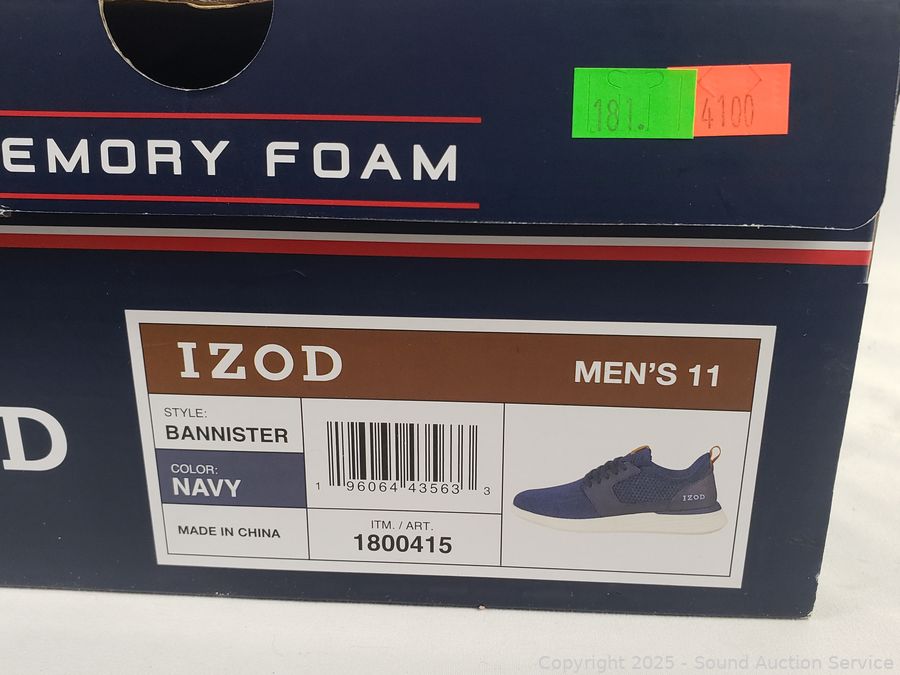 181.
4100
EMORY FOAM
D
IZOD
MEN'S 11
STYLE:
BANNISTER
COLOR:
NAVY
MADE IN CHINA
1 96064 43563 3
ITM. / ART.
1800415
IZOD
Copyright © 2025 - Sound Auction Service